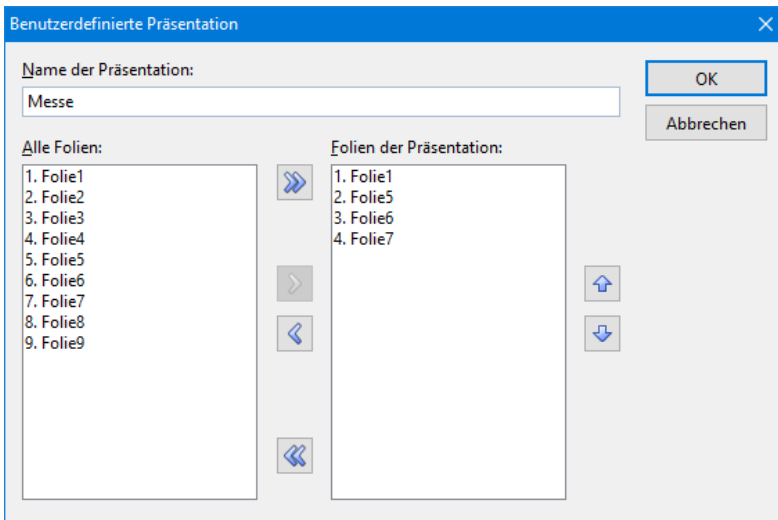 Benutzerdefinierte Präsentation
Name der Präsentation:
Messe
OK
Abbrechen
Alle Folien:
1. Folie1
2. Folie2
3. Folie3
4. Folie4
5. Folie5
6. Folie6
7. Folie7
8. Folie8
9. Folie9
Folien der Präsentation:
1. Folie1
2. Folie5
3. Folie6
4. Folie7